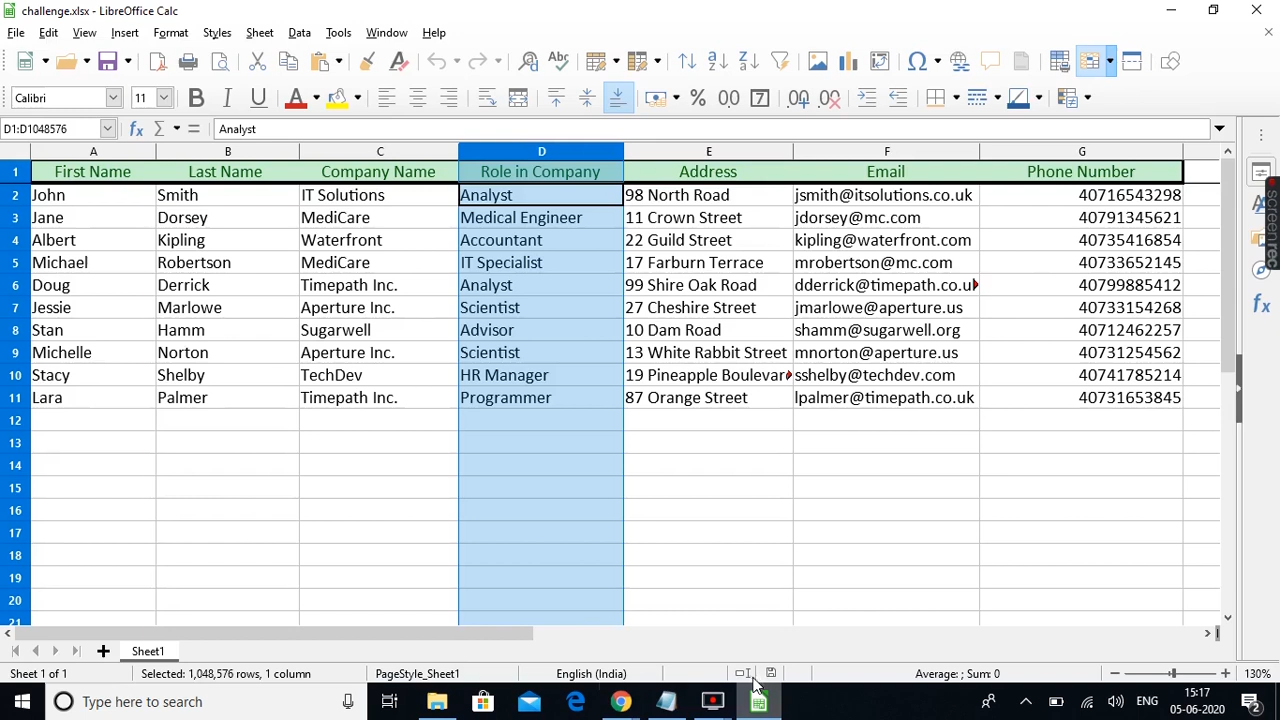 challenge.xlsx - LibreOffice Calc
File Edit View Insert Format Styles Sheet Data Tools Window Help
Calibri 11
D1:D1048576 Analyst
A B C D E F G
1 First Name Last Name Company Name Role in Company Address Email Phone Number
2 John Smith IT Solutions Analyst 98 North Road jsmith@itsolutions.co.uk 40716543298
3 Jane Dorsey MediCare Medical Engineer 11 Crown Street jdorsey@mc.com 40791345621
4 Albert Kipling Waterfront Accountant 22 Guild Street kipling@waterfront.com 40735416854
5 Michael Robertson MediCare IT Specialist 17 Farburn Terrace mrobertson@mc.com 40733652145
6 Doug Derrick Timepath Inc. Analyst 99 Shire Oak Road dderrick@timepath.co.uk 40799885412
7 Jessie Marlowe Aperture Inc. Scientist 27 Cheshire Street jmarlowe@aperture.us 40733154268
8 Stan Hamm Sugarwell Advisor 10 Dam Road shamm@sugarwell.org 40712462257
9 Michelle Norton Aperture Inc. Scientist 13 White Rabbit Street mnorton@aperture.us 40731254562
10 Stacy Shelby TechDev HR Manager 19 Pineapple Boulevar sshelby@techdev.com 40741785214
11 Lara Palmer Timepath Inc. Programmer 87 Orange Street lpalmer@timepath.co.uk 40731653845
12
13
14
15
16
17
18
19
20
21
screenrec
Sheet1
Sheet 1 of 1 Selected: 1,048,576 rows, 1 column PageStyle_Sheet1 English (India) Average: ; Sum: 0 130%
Type here to search ENG 15:17
05-06-2020 2